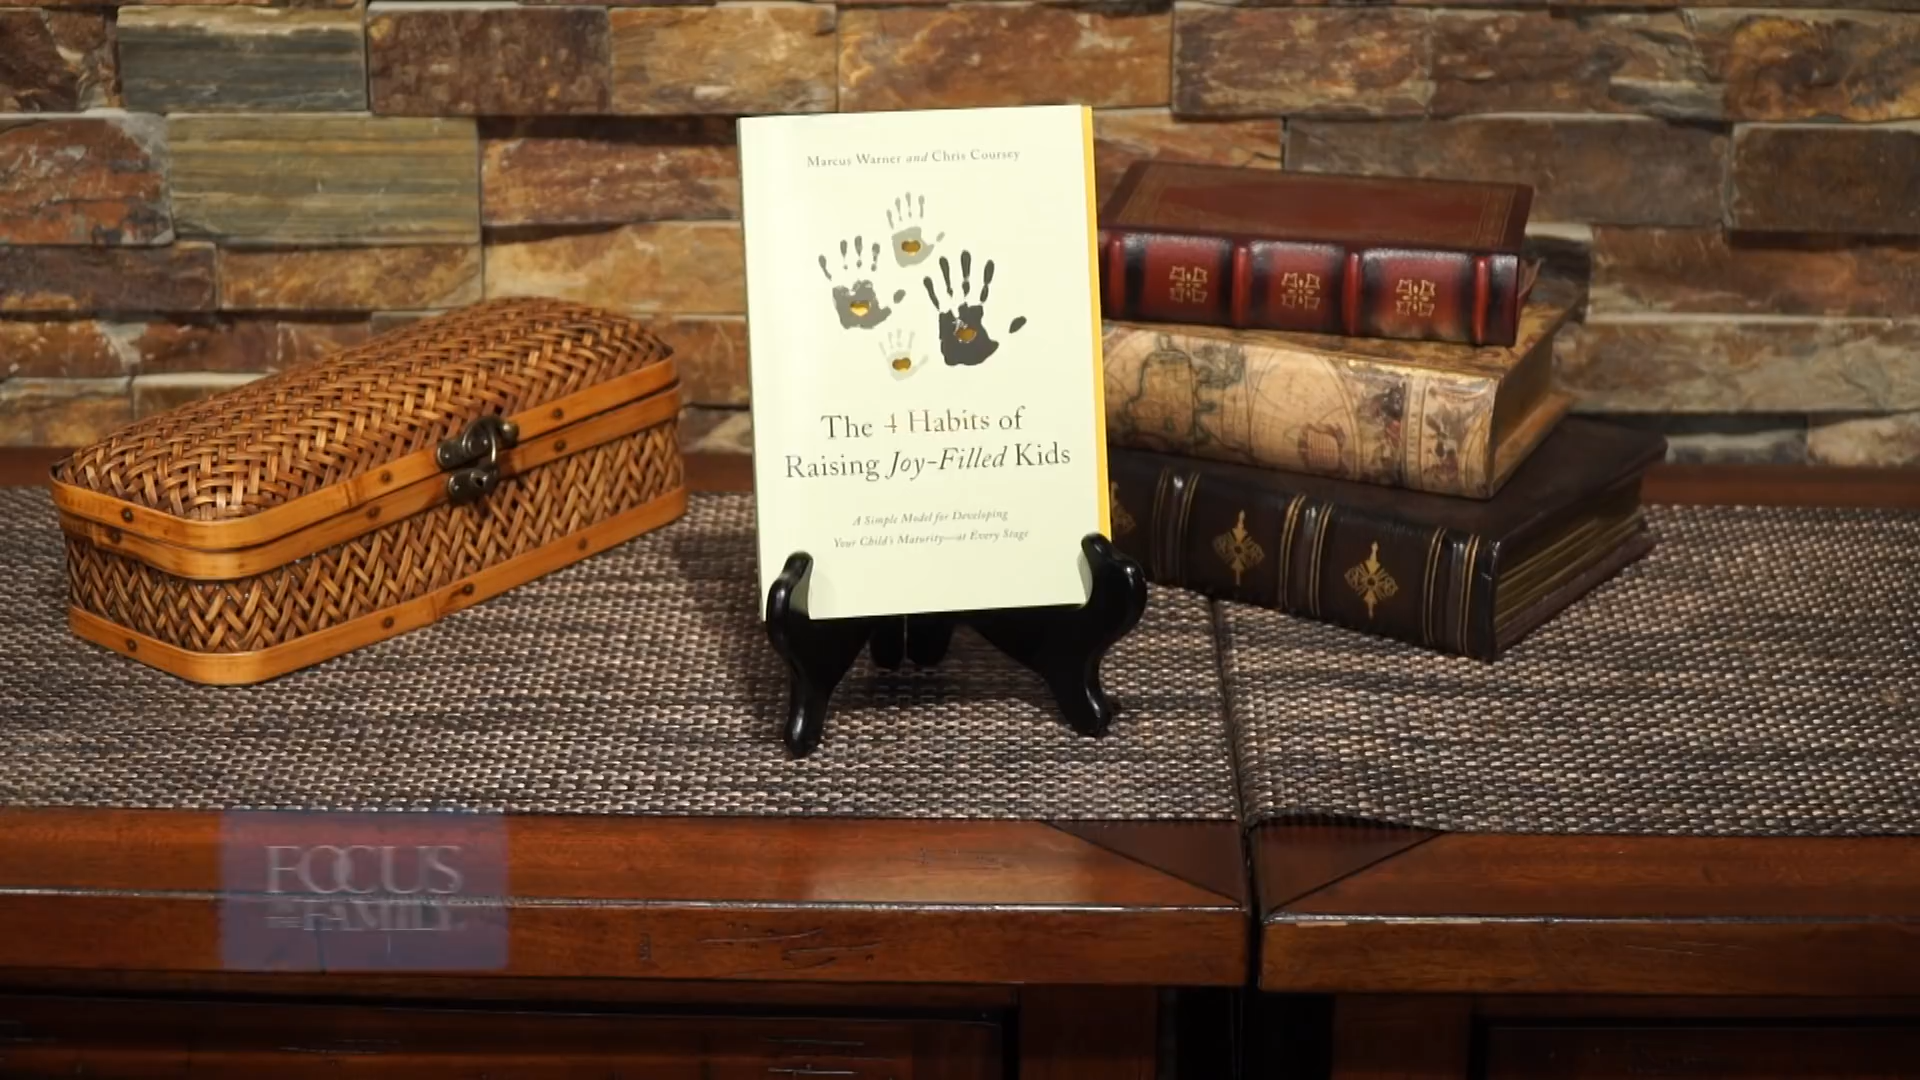 Marcus Warner and Chris Coursey
The 4 Habits of
Raising Joy-Filled Kids
A Simple Model for Developing
Your Child's Maturity—at Every Stage
FOCUS
FAMILY